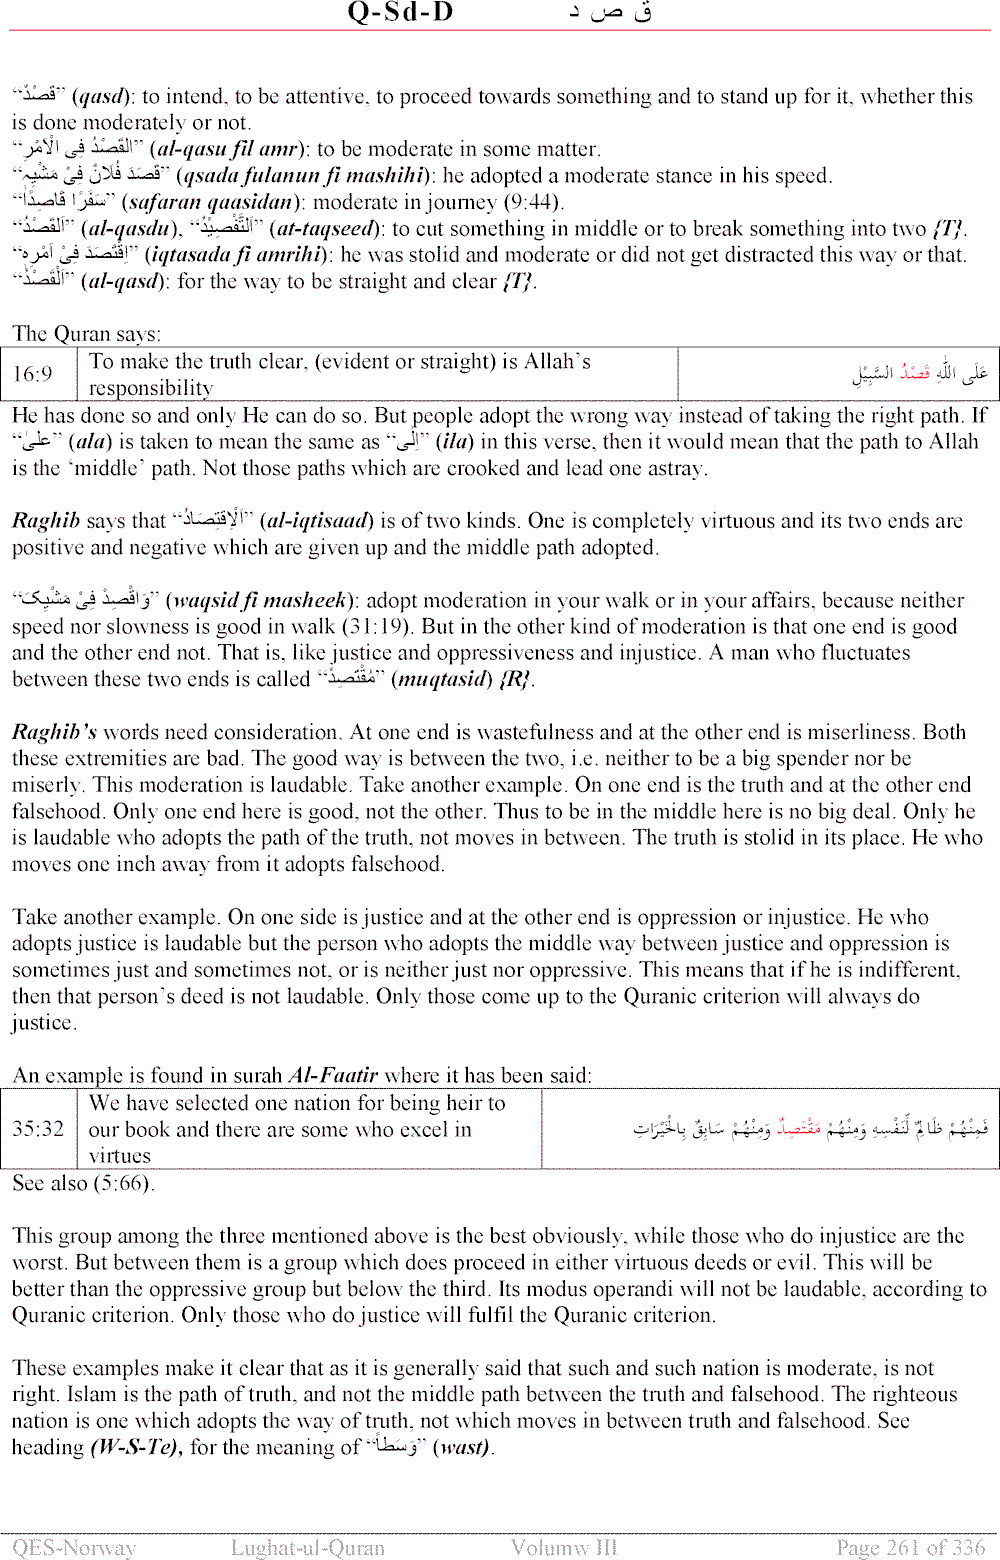 Q-Sd-D ق ص د
“قَصْدٌ” (qasd): to intend, to be attentive, to proceed towards something and to stand up for it, whether this
is done moderately or not.
“القَصْدُ فِی الْاَمْرِ” (al-qasu fil amr): to be moderate in some matter.
“قَصَدَ فُلَانٌ فِیْ مَشْیِہٖ” (qsada fulanun fi mashihi): he adopted a moderate stance in his speed.
“سَفَرًا قَاصِدًا” (safaran qaasidan): moderate in journey (9:44).
“اَلقَصْدُ” (al-qasdu), “اَلتَّقْصِیْدُ” (at-taqseed): to cut something in middle or to break something into two {T}.
“اِقْتَصَدَ فِیْ اَمْرِہٖ” (iqtasada fi amrihi): he was stolid and moderate or did not get distracted this way or that.
“اَلْقَصْدُ” (al-qasd): for the way to be straight and clear {T}.
The Quran says:
16:9 To make the truth clear, (evident or straight) is Allah’s
responsibility عَلَى اللَّهِ قَصْدُ السَّبِيْلِ
He has done so and only He can do so. But people adopt the wrong way instead of taking the right path. If
“علیٰ” (ala) is taken to mean the same as “اِلٰی” (ila) in this verse, then it would mean that the path to Allah
is the ‘middle’ path. Not those paths which are crooked and lead one astray.
Raghib says that “اَلْاِقتِصَادُ” (al-iqtisaad) is of two kinds. One is completely virtuous and its two ends are
positive and negative which are given up and the middle path adopted.
“وَاقْصِدْ فِیْ مَشْیِکَ” (waqsid fi masheek): adopt moderation in your walk or in your affairs, because neither
speed nor slowness is good in walk (31:19). But in the other kind of moderation is that one end is good
and the other end not. That is, like justice and oppressiveness and injustice. A man who fluctuates
between these two ends is called “مُقْتَصِدٌ” (muqtasid) {R}.
Raghib’s words need consideration. At one end is wastefulness and at the other end is miserliness. Both
these extremities are bad. The good way is between the two, i.e. neither to be a big spender nor be
miserly. This moderation is laudable. Take another example. On one end is the truth and at the other end
falsehood. Only one end here is good, not the other. Thus to be in the middle here is no big deal. Only he
is laudable who adopts the path of the truth, not moves in between. The truth is stolid in its place. He who
moves one inch away from it adopts falsehood.
Take another example. On one side is justice and at the other end is oppression or injustice. He who
adopts justice is laudable but the person who adopts the middle way between justice and oppression is
sometimes just and sometimes not, or is neither just nor oppressive. This means that if he is indifferent,
then that person’s deed is not laudable. Only those come up to the Quranic criterion will always do
justice.
An example is found in surah Al-Faatir where it has been said:
35:32 We have selected one nation for being heir to
our book and there are some who excel in
virtues فَمِنْهُمْ ظَالِمٌ لِّنَفْسِهِ وَمِنْهُمْ مُقْتَصِدٌ وَمِنْهُمْ سَابِقٌ بِالْخَيْرَاتِ
See also (5:66).
This group among the three mentioned above is the best obviously, while those who do injustice are the
worst. But between them is a group which does proceed in either virtuous deeds or evil. This will be
better than the oppressive group but below the third. Its modus operandi will not be laudable, according to
Quranic criterion. Only those who do justice will fulfil the Quranic criterion.
These examples make it clear that as it is generally said that such and such nation is moderate, is not
right. Islam is the path of truth, and not the middle path between the truth and falsehood. The righteous
nation is one which adopts the way of truth, not which moves in between truth and falsehood. See
heading (W-S-Te), for the meaning of “وَسَطاً” (wast).
QES-Norway Lughat-ul-Quran Volumw III Page 261 of 336